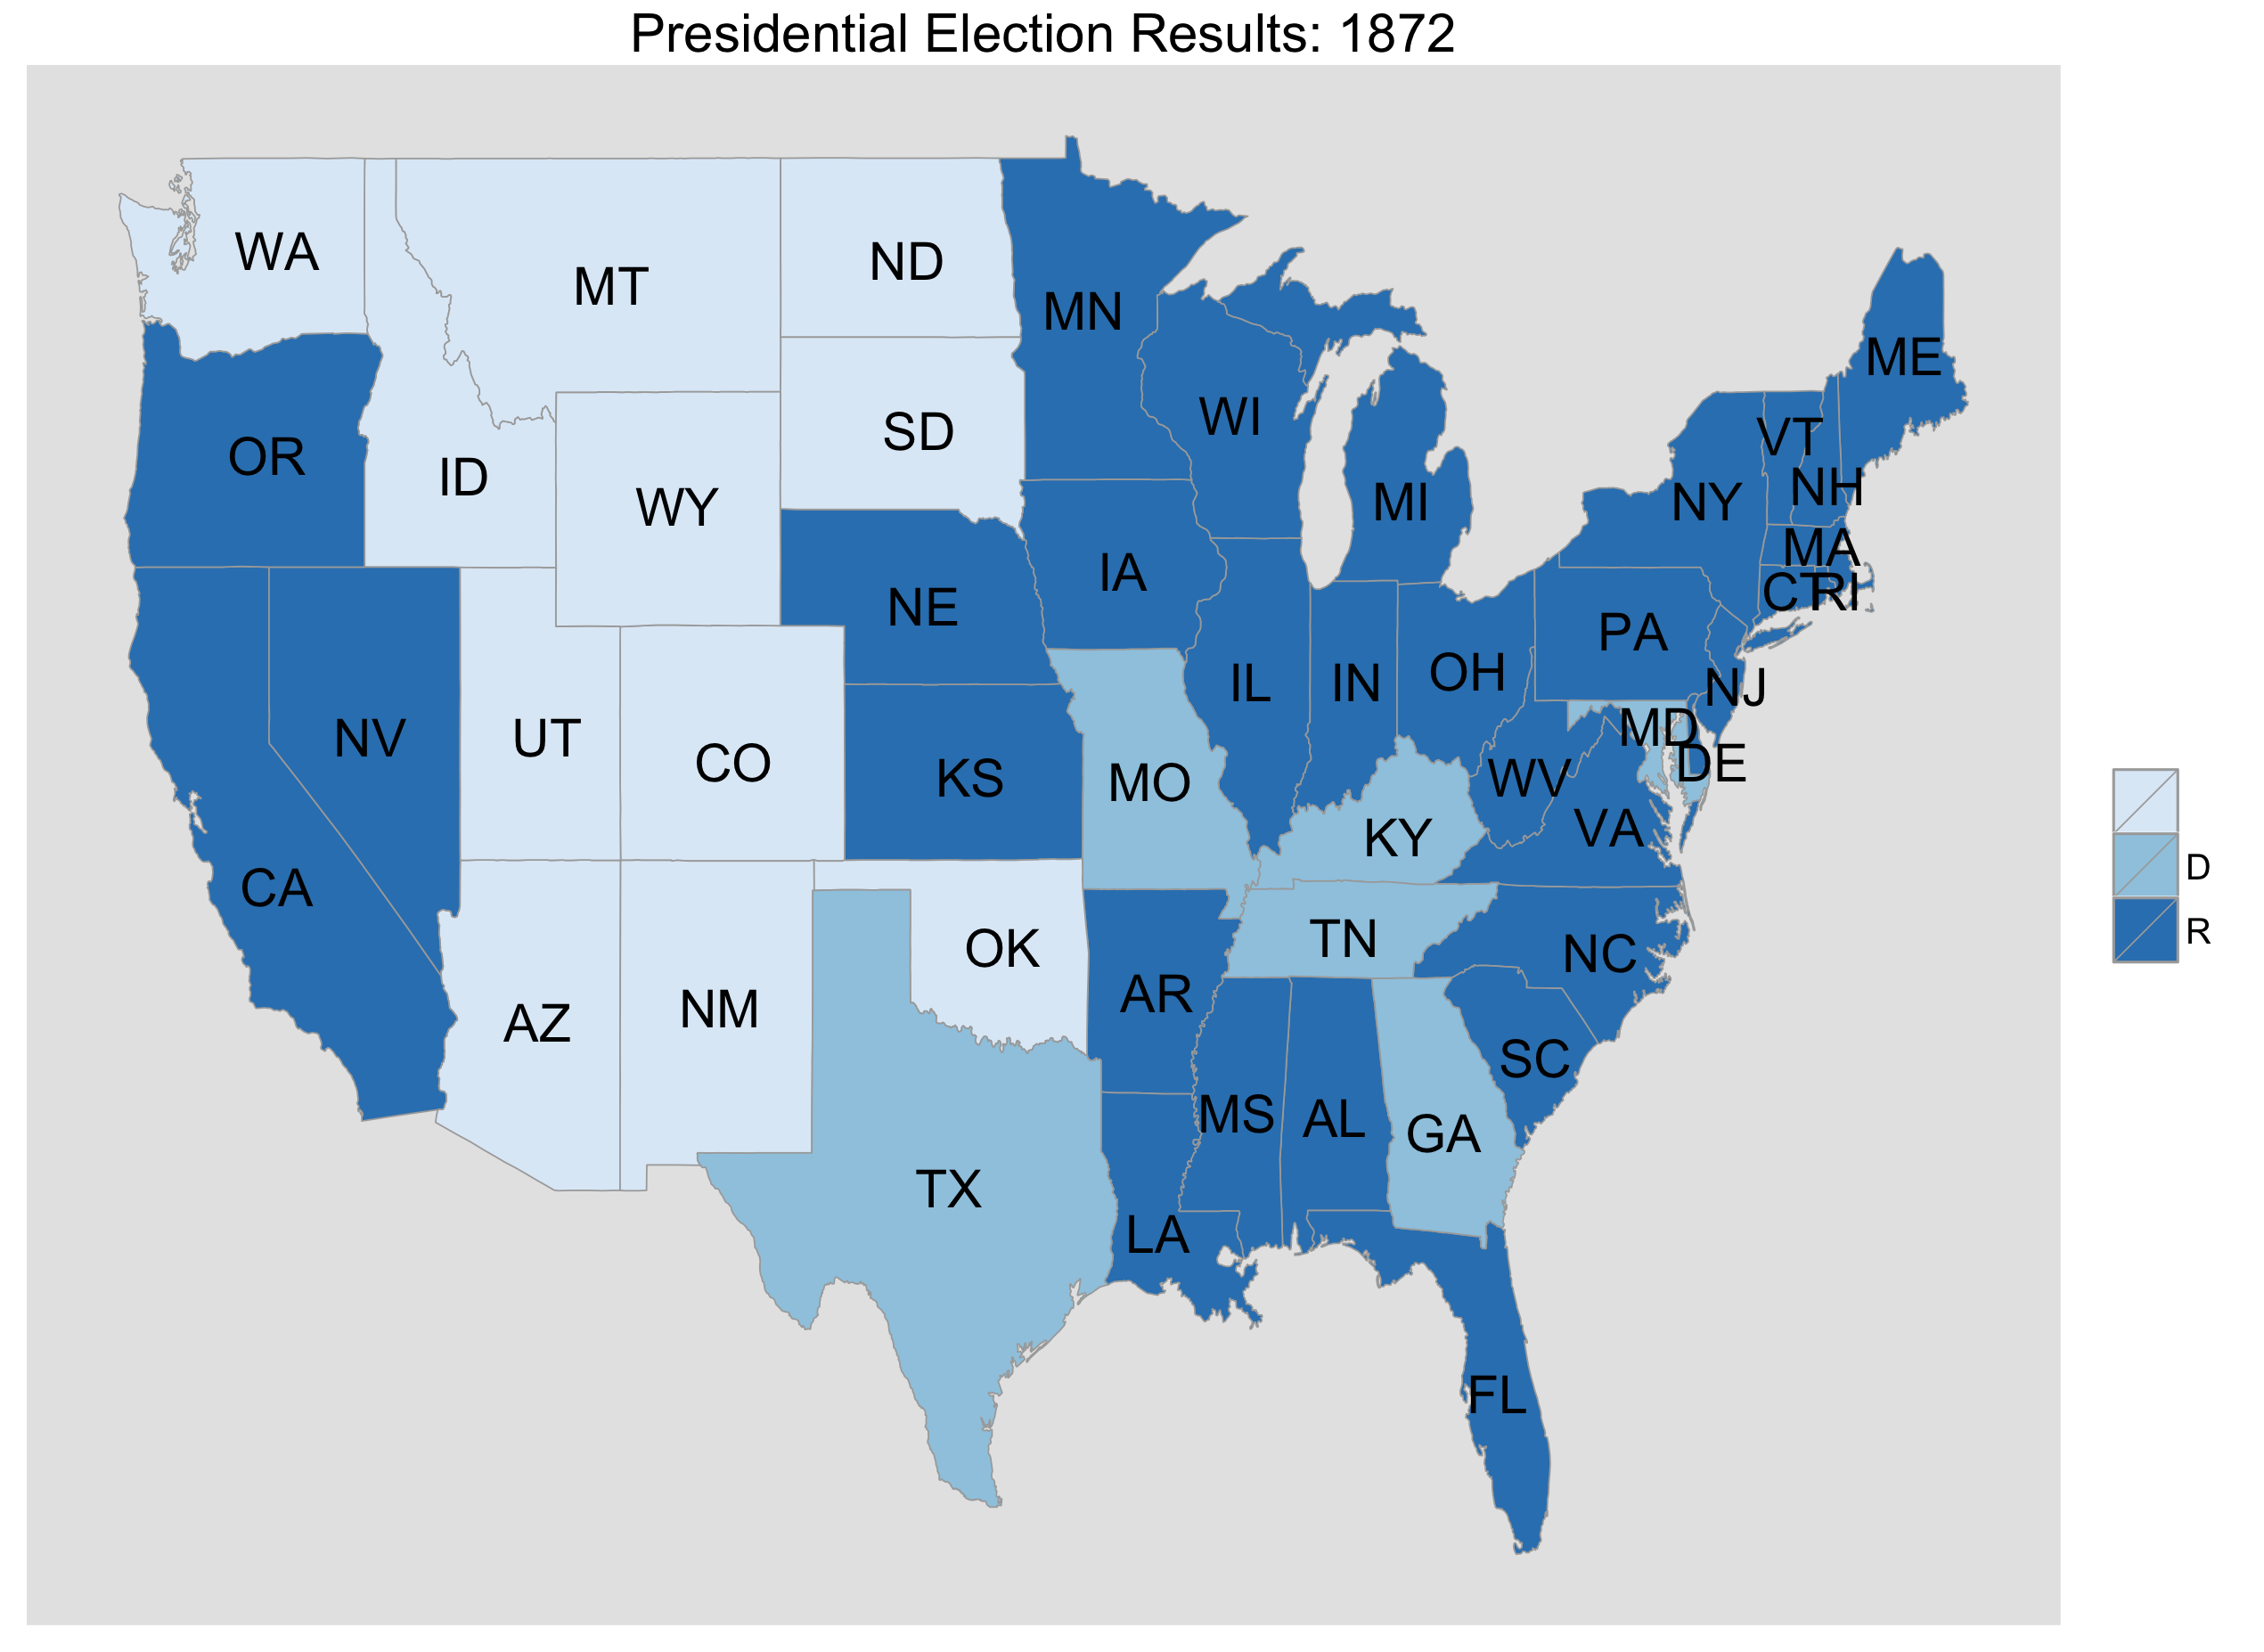 Presidential Election Results: 1872
WA
MT
ND
MN
ME
OR
ID
WY
SD
WI
MI
VT
NY
NH
MA
CT
RI
NE
IA
PA
NJ
NV
UT
CO
KS
MO
IL
IN
OH
MD
DE
WV
VA
KY
CA
AZ
NM
OK
AR
TN
NC
SC
MS
AL
GA
TX
LA
FL
D
R